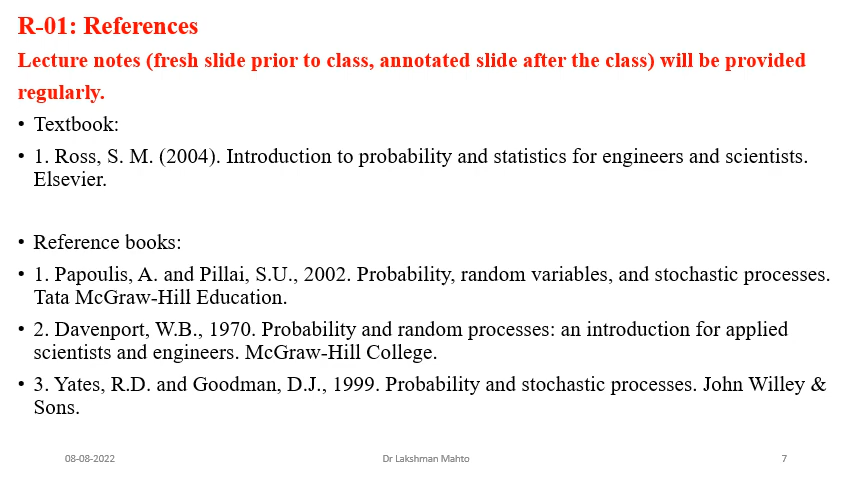 R-01: References
Lecture notes (fresh slide prior to class, annotated slide after the class) will be provided
regularly.
• Textbook:
• 1. Ross, S. M. (2004). Introduction to probability and statistics for engineers and scientists.
Elsevier.
• Reference books:
• 1. Papoulis, A. and Pillai, S.U., 2002. Probability, random variables, and stochastic processes.
Tata McGraw-Hill Education.
• 2. Davenport, W.B., 1970. Probability and random processes: an introduction for applied
scientists and engineers. McGraw-Hill College.
• 3. Yates, R.D. and Goodman, D.J., 1999. Probability and stochastic processes. John Willey &
Sons.
08-08-2022 Dr Lakshman Mahto 7